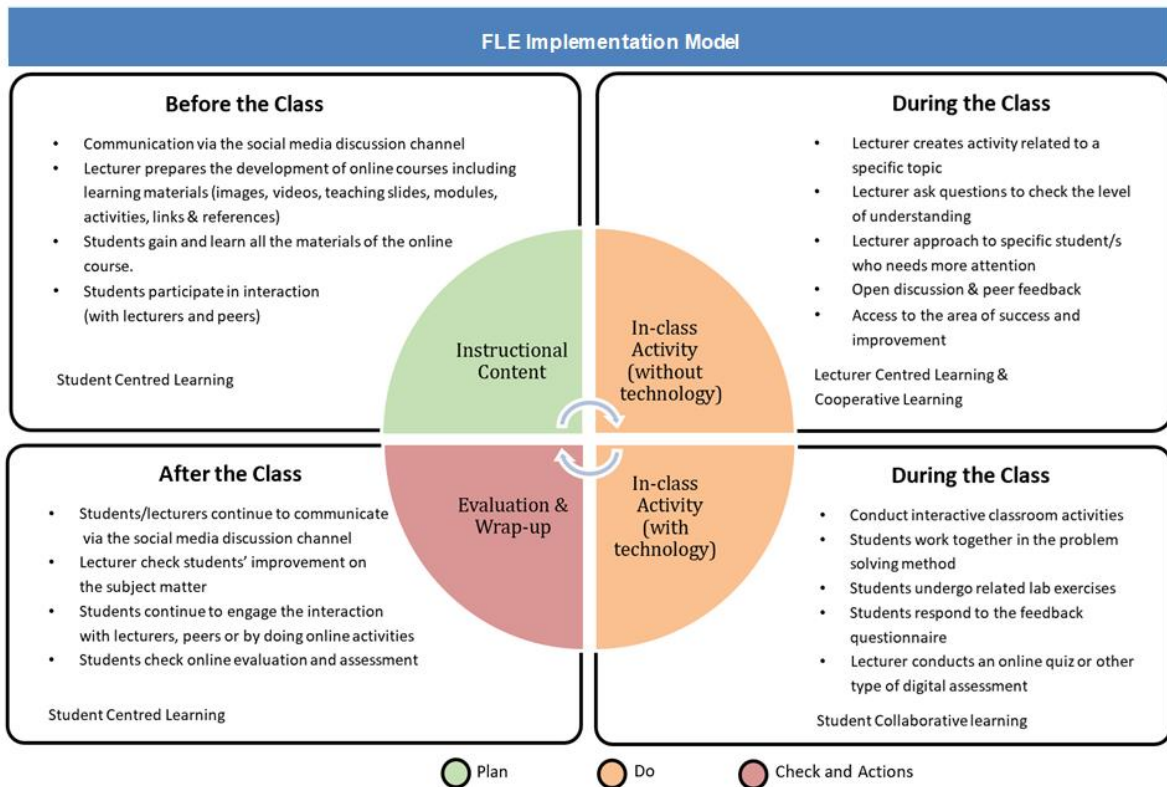 FLE Implementation Model
Before the Class
• Communication via the social media discussion channel
• Lecturer prepares the development of online courses including
learning materials (images, videos, teaching slides, modules,
activities, links & references)
• Students gain and learn all the materials of the online
course.
• Students participate in interaction
(with lecturers and peers)
Student Centred Learning
Instructional
Content
In-class
Activity
(without
technology)
During the Class
• Lecturer creates activity related to a
specific topic
• Lecturer ask questions to check the level
of understanding
• Lecturer approach to specific student/s
who needs more attention
• Open discussion & peer feedback
• Access to the area of success and
improvement
Lecturer Centred Learning &
Cooperative Learning
After the Class
• Students/lecturers continue to communicate
via the social media discussion channel
• Lecturer check students’ improvement on
the subject matter
• Students continue to engage the interaction
with lecturers, peers or by doing online activities
• Students check online evaluation and assessment
Student Centred Learning
Evaluation &
Wrap-up
In-class
Activity
(with
technology)
During the Class
• Conduct interactive classroom activities
• Students work together in the problem
solving method
• Students undergo related lab exercises
• Students respond to the feedback
questionnaire
• Lecturer conducts an online quiz or other
type of digital assessment
Student Collaborative learning
Plan
Do
Check and Actions